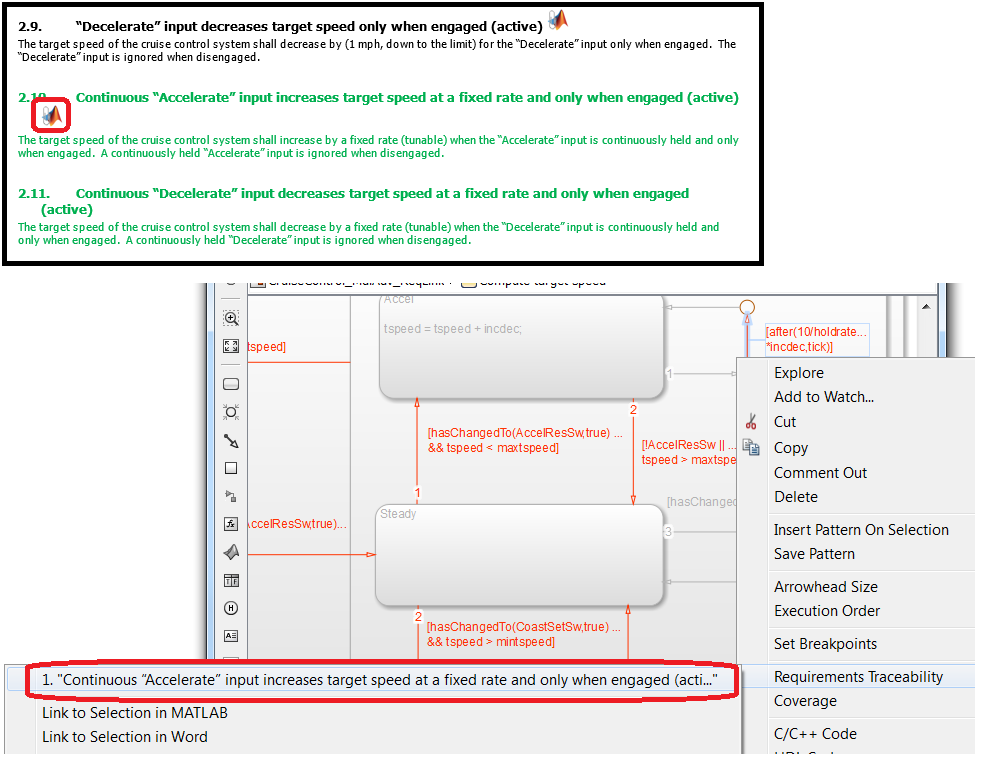 2.9. “Decelerate” input decreases target speed only when engaged (active)
The target speed of the cruise control system shall decrease by (1 mph, down to the limit) for the “Decelerate” input only when engaged. The
“Decelerate” input is ignored when disengaged.
2.10. Continuous “Accelerate” input increases target speed at a fixed rate and only when engaged (active)
The target speed of the cruise control system shall increase by a fixed rate (tunable) when the “Accelerate” input is continuously held and only
when engaged. A continuously held “Accelerate” input is ignored when disengaged.
2.11. Continuous “Decelerate” input decreases target speed at a fixed rate and only when engaged
(active)
The target speed of the cruise control system shall decrease by a fixed rate (tunable) when the “Decelerate” input is continuously held and
only when engaged. A continuously held “Decelerate” input is ignored when disengaged.
Compute target speed
Accel
tspeed = tspeed + incdec;
[after(10/holdrate...
*incdec,tick)]
tspeed]
1
2
[hasChangedTo(AccelResSw,true) ...
&& tspeed < maxtspeed]
[!AccelResSw || ...
tspeed > maxtspe
1
[hasChanged
Steady
3
AccelResSw,true)...
2
[hasChangedTo(CoastSetSw,true) ...
&& tspeed > mintspeed]
Explore
Add to Watch...
Cut
Copy
Comment Out
Delete
Insert Pattern On Selection
Save Pattern
Arrowhead Size
Execution Order
Set Breakpoints
Requirements Traceability
Coverage
C/C++ Code
1. "Continuous “Accelerate” input increases target speed at a fixed rate and only when engaged (acti..."
Link to Selection in MATLAB
Link to Selection in Word